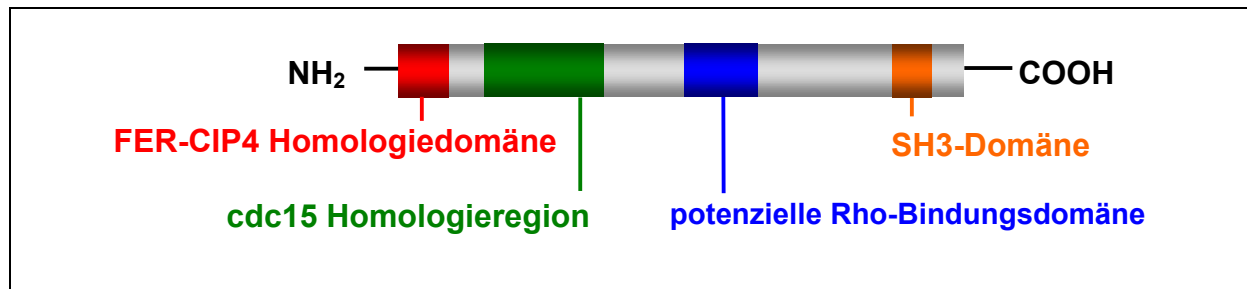 NH₂
COOH
FER-CIP4 Homologiedomäne
SH3-Domäne
cdc15 Homologieregion
potenzielle Rho-Bindungsdomäne